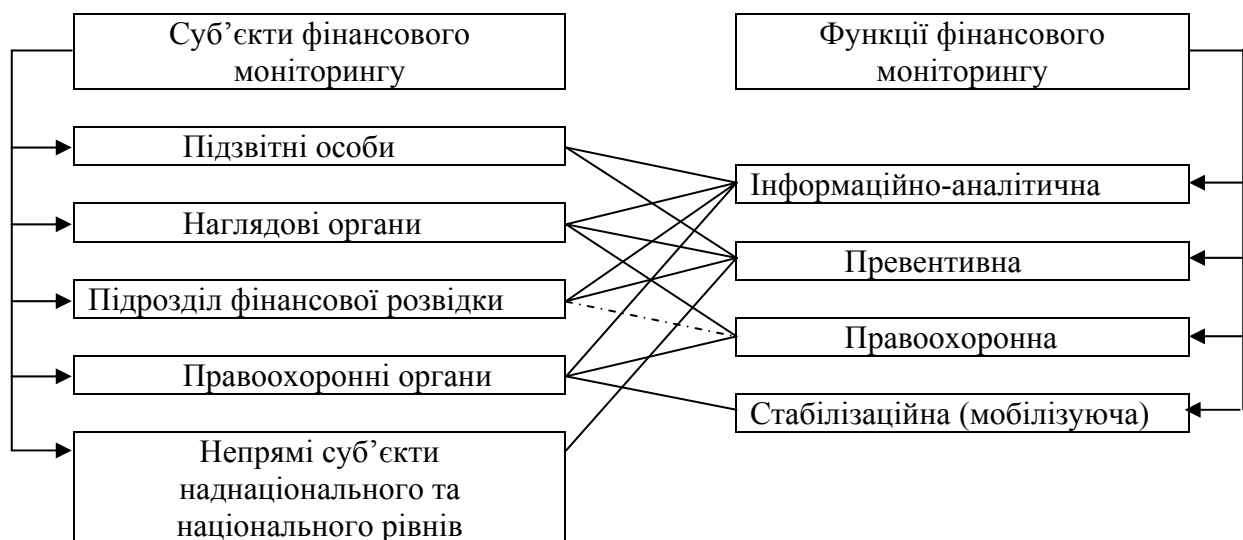 Суб’єкти фінансового
моніторингу
Функції фінансового
моніторингу
Підзвітні особи
Інформаційно-аналітична
Наглядові органи
Превентивна
Підрозділ фінансової розвідки
Правоохоронна
Правоохоронні органи
Стабілізаційна (мобілізуюча)
Непрямі суб’єкти
наднаціонального та
національного рівнів